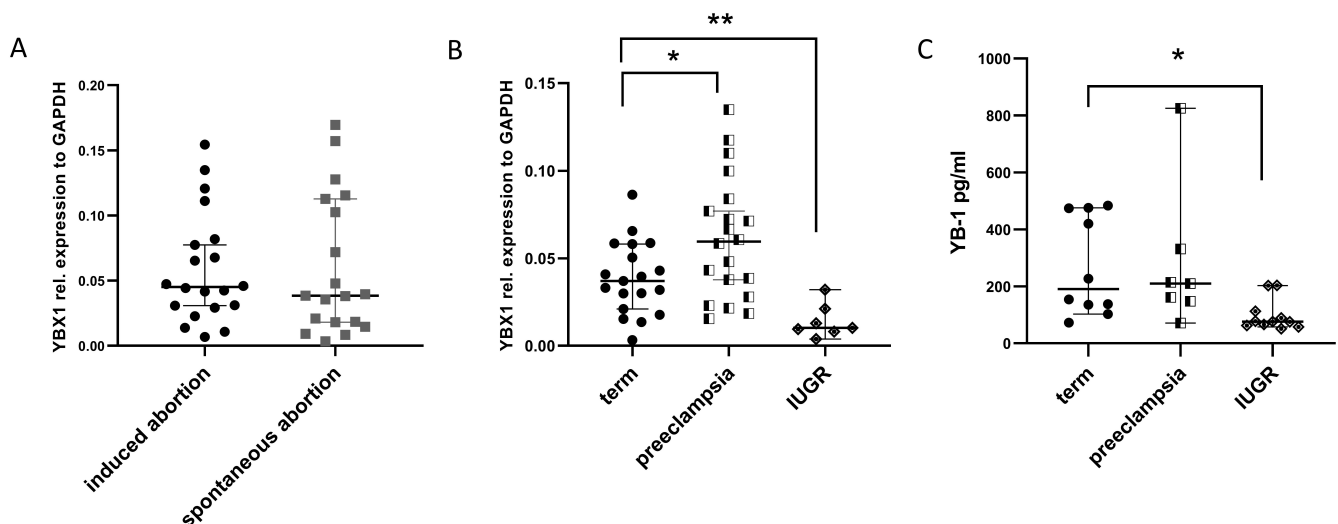 A
YBX1 rel. expression to GAPDH
0.20
0.15
0.10
0.05
0.00
induced abortion
spontaneous abortion
B
YBX1 rel. expression to GAPDH
0.15
0.10
0.05
0.00
**
*
term
preeclampsia
IUGR
C
YB-1 pg/ml
1000
800
600
400
200
0
*
term
preeclampsia
IUGR